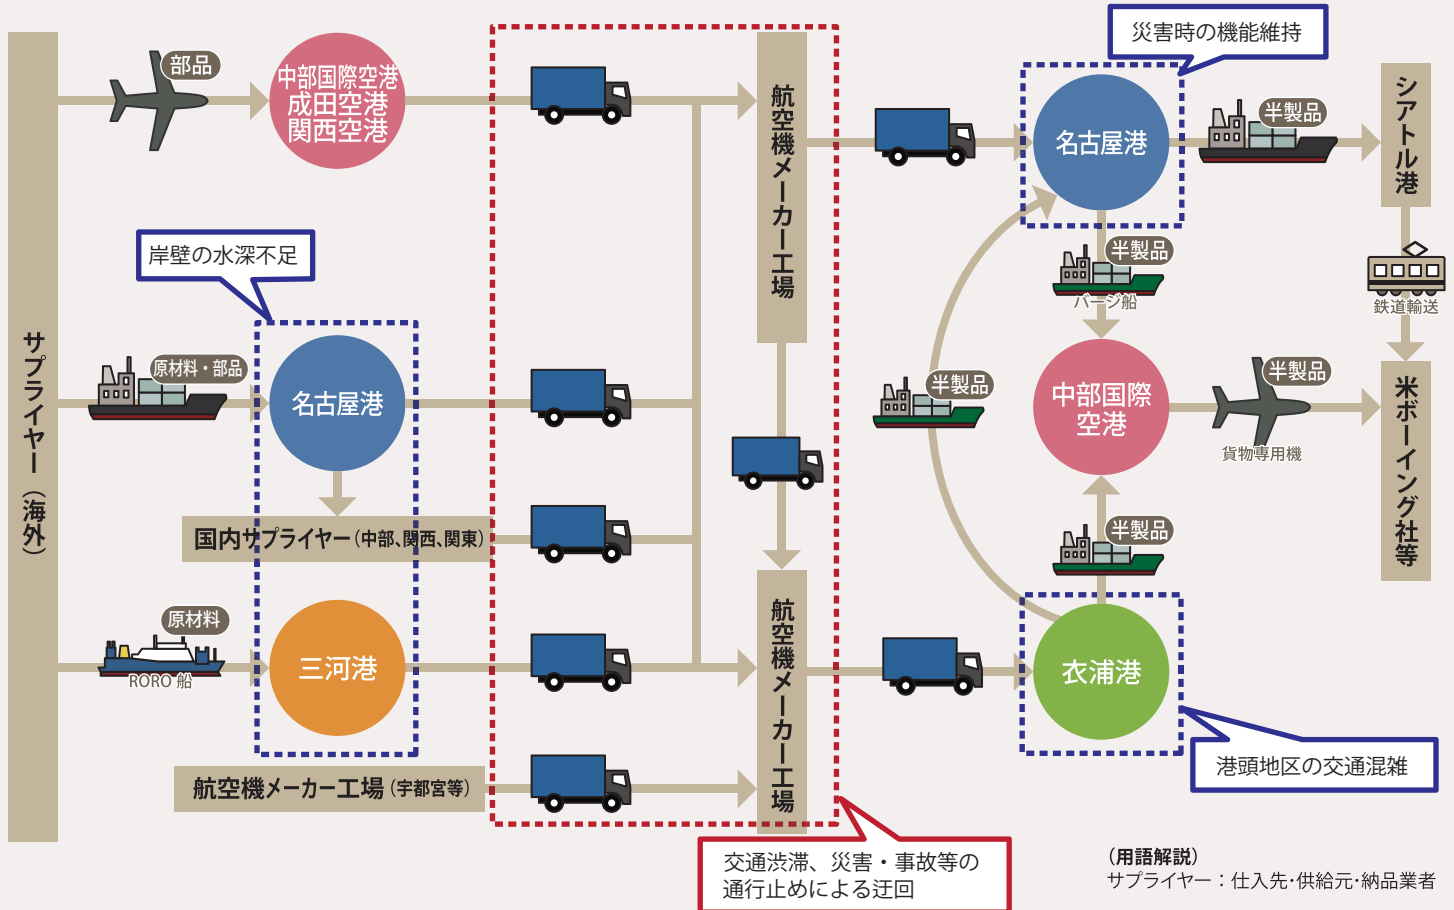 サプライヤー（海外）
部品
中部国際空港
成田空港
関西空港
岸壁の水深不足
原材料・部品
名古屋港
国内サプライヤー（中部、関西、関東）
原材料
RORO 船
三河港
航空機メーカー工場（宇都宮等）
航空機メーカー工場
航空機メーカー工場
交通渋滞、災害・事故等の
通行止めによる迂回
災害時の機能維持
名古屋港
半製品
シアトル港
半製品
バージ船
鉄道輸送
半製品
中部国際
空港
半製品
貨物専用機
米ボーイング社等
半製品
衣浦港
港頭地区の交通混雑
（用語解説）
サプライヤー：仕入先・供給元・納品業者